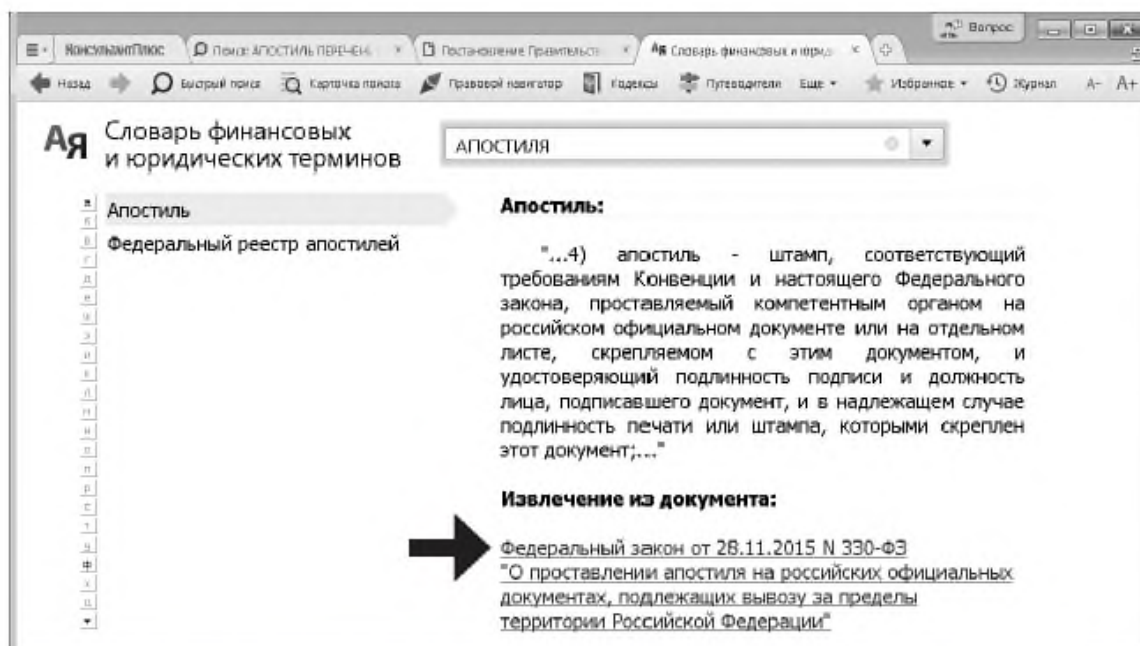 Вопрос
КонсультантПлюс
Поиск: АПОСТИЛЬ ПЕРЕЧЕН
Постановление Правительст
Ая Словарь финансовых и юрид
Назад
Быстрый поиск
Карточка поиска
Правовой навигатор
Кодексы
Путеводители
Еще
Избранное
Журнал
А- А+
Ая
Словарь финансовых
и юридических терминов
АПОСТИЛЯ
Апостиль
Федеральный реестр апостилей
Апостиль:
"...4) апостиль - штамп, соответствующий
требованиям Конвенции и настоящего Федерального
закона, проставляемый компетентным органом на
российском официальном документе или на отдельном
листе, скрепляемом с этим документом, и
удостоверяющий подлинность подписи и должность
лица, подписавшего документ, и в надлежащем случае
подлинность печати или штампа, которыми скреплен
этот документ;..."
Извлечение из документа:
Федеральный закон от 28.11.2015 N 330-ФЗ
"О проставлении апостиля на российских официальных
документах, подлежащих вывозу за пределы
территории Российской Федерации"